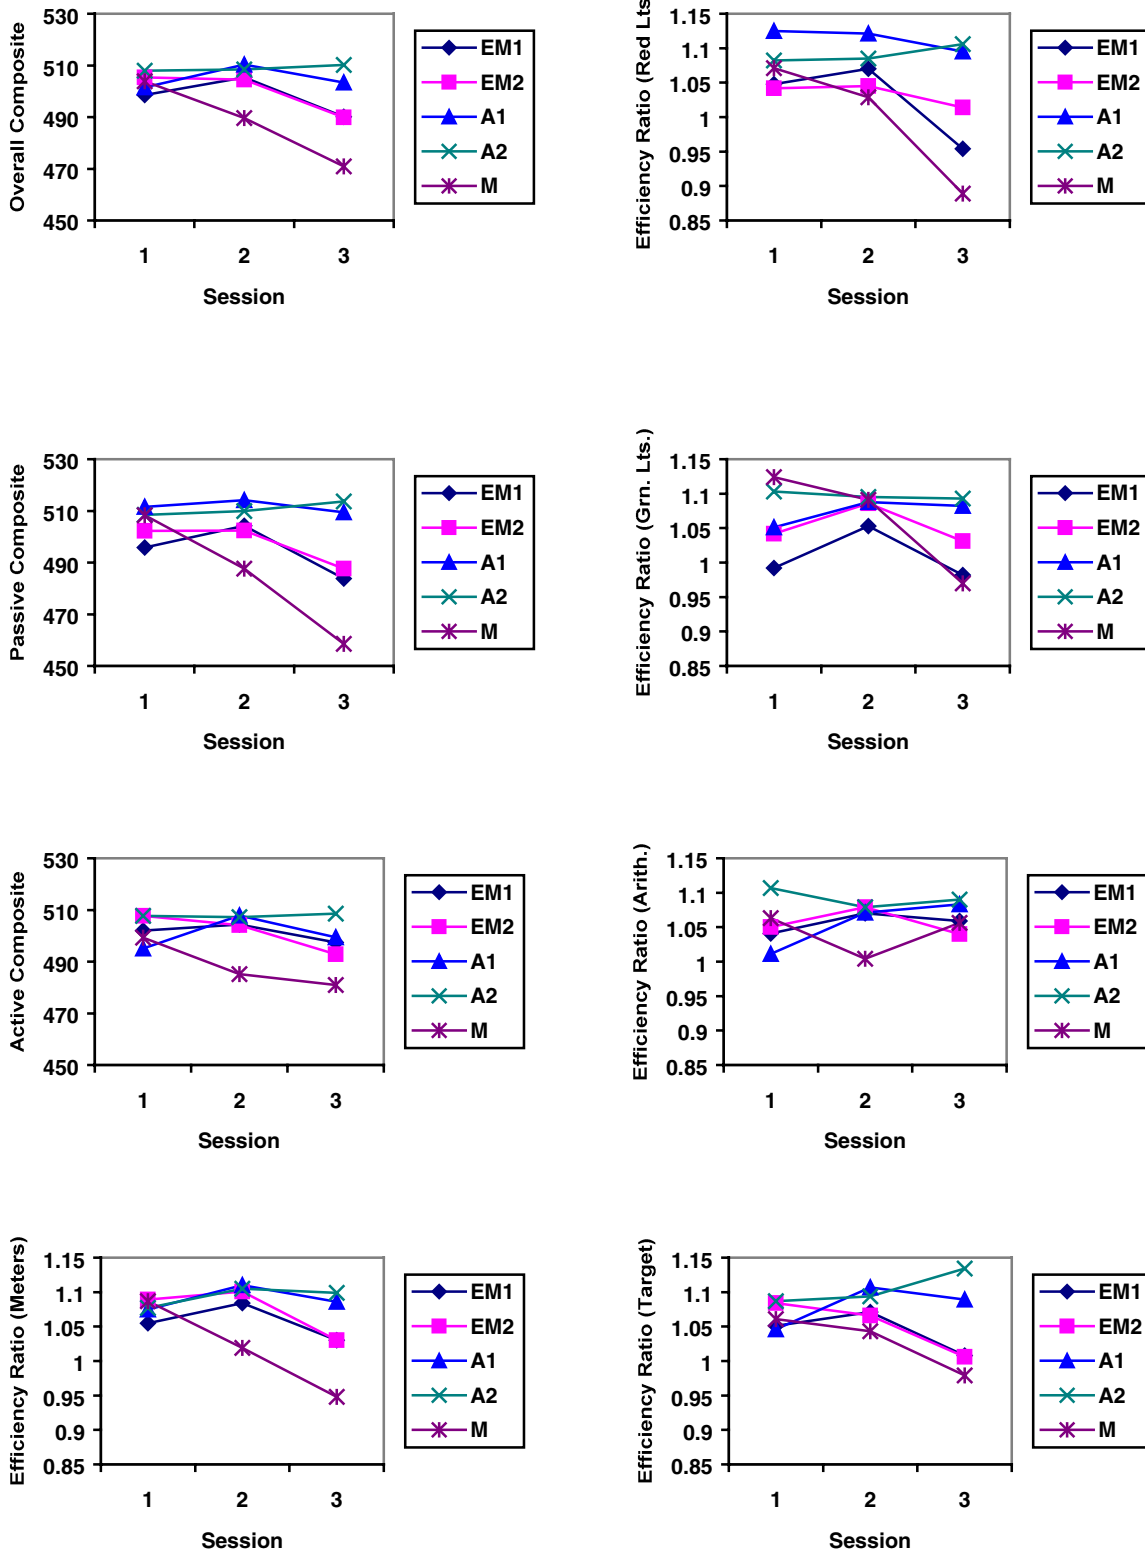 Overall Composite
530
510
490
470
450
1 2 3
Session
EM1
EM2
A1
A2
M
Efficiency Ratio (Red Lts
1.15
1.1
1.05
1
0.95
0.9
0.85
1 2 3
Session
EM1
EM2
A1
A2
M
Passive Composite
530
510
490
470
450
1 2 3
Session
EM1
EM2
A1
A2
M
Efficiency Ratio (Grn. Lts.)
1.15
1.1
1.05
1
0.95
0.9
0.85
1 2 3
Session
EM1
EM2
A1
A2
M
Active Composite
530
510
490
470
450
1 2 3
Session
EM1
EM2
A1
A2
M
Efficiency Ratio (Arith.)
1.15
1.1
1.05
1
0.95
0.9
0.85
1 2 3
Session
EM1
EM2
A1
A2
M
Efficiency Ratio (Meters)
1.15
1.1
1.05
1
0.95
0.9
0.85
1 2 3
Session
EM1
EM2
A1
A2
M
Efficiency Ratio (Target)
1.15
1.1
1.05
1
0.95
0.9
0.85
1 2 3
Session
EM1
EM2
A1
A2
M